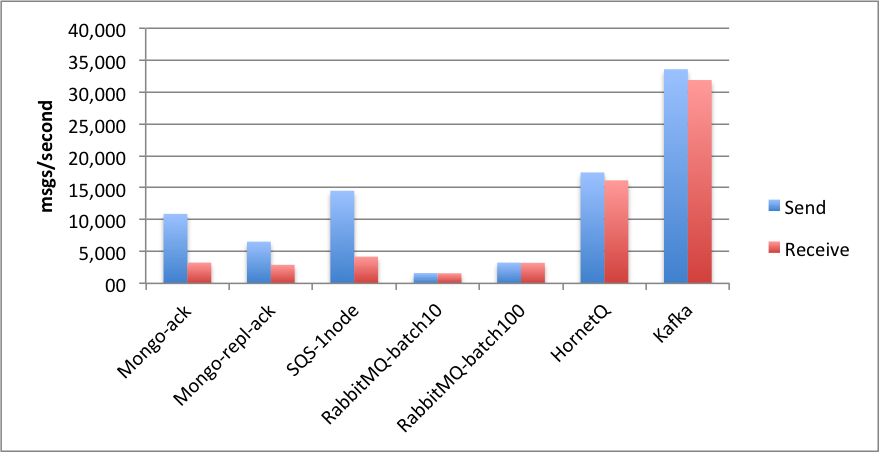 40,000
35,000
30,000
25,000
20,000
15,000
10,000
5,000
00
msgs/second
Mongo-ack
Mongo-repl-ack
SQS-1node
RabbitMQ-batch10
RabbitMQ-batch100
HornetQ
Kafka
Send
Receive